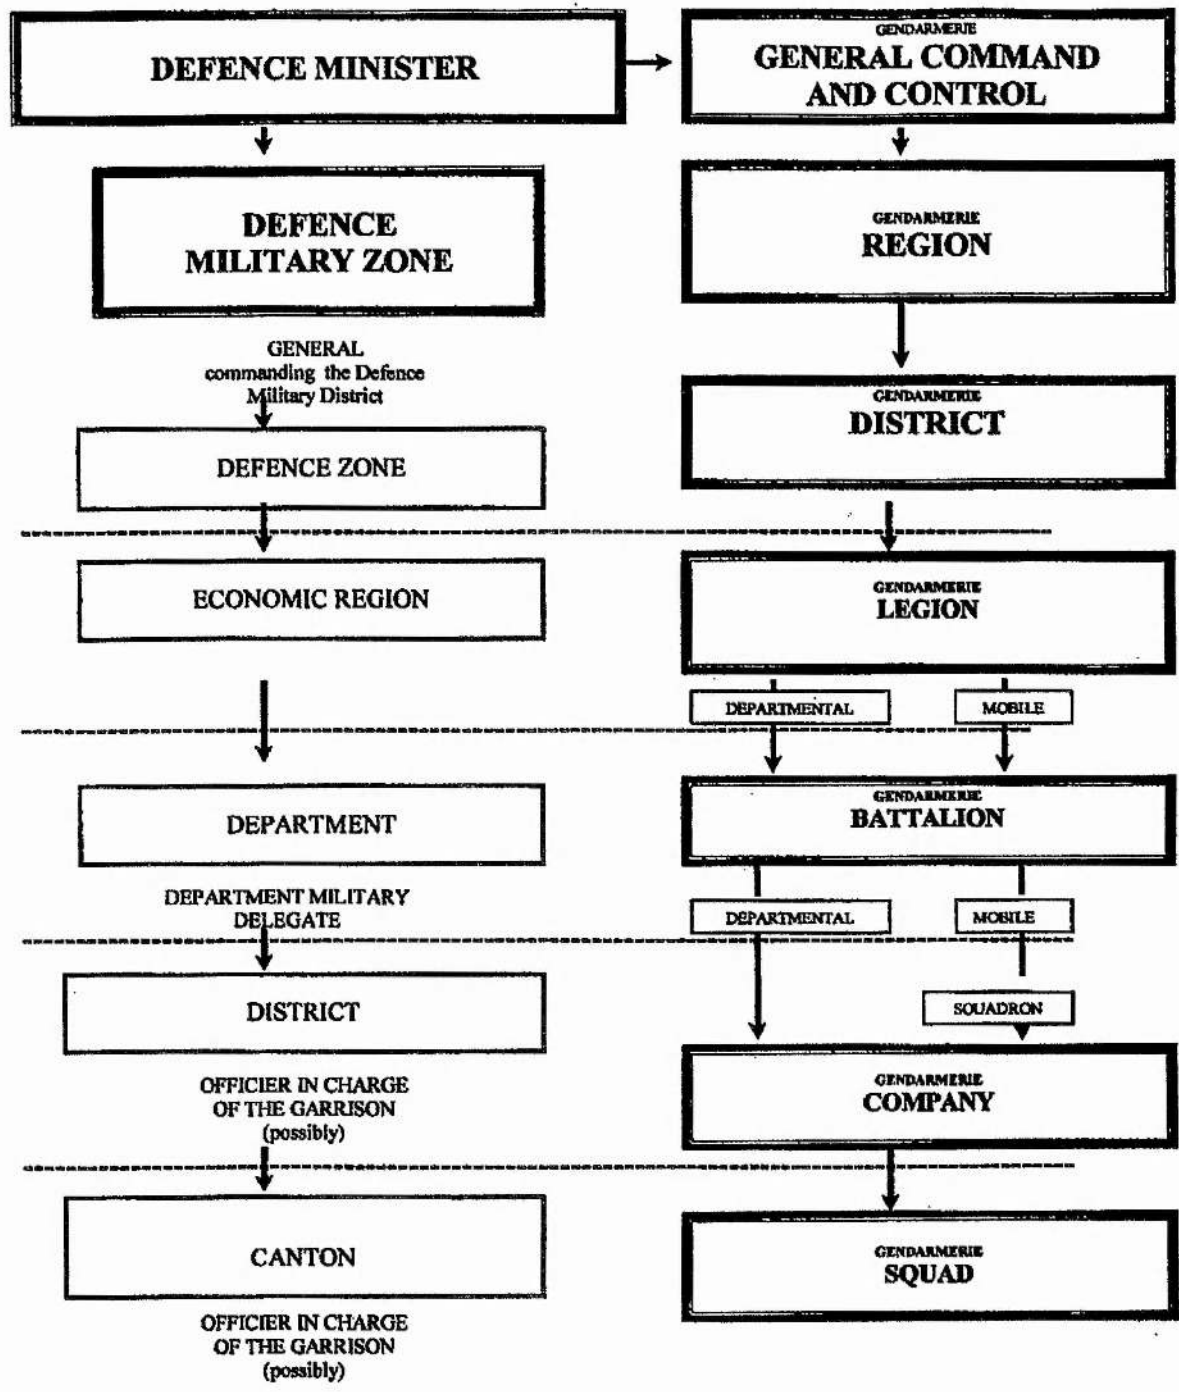 DEFENCE MINISTER
GENDARMERIE
GENERAL COMMAND
AND CONTROL
DEFENCE
MILITARY ZONE
GENDARMERIE
REGION
GENERAL
commanding the Defence
Military District
GENDARMERIE
DISTRICT
DEFENCE ZONE
ECONOMIC REGION
GENDARMERIE
LEGION
DEPARTMENTAL
MOBILE
DEPARTMENT
GENDARMERIE
BATTALION
DEPARTMENT MILITARY
DELEGATE
DEPARTMENTAL
MOBILE
DISTRICT
SQUADRON
OFFICIER IN CHARGE
OF THE GARRISON
(possibly)
GENDARMERIE
COMPANY
CANTON
GENDARMERIE
SQUAD
OFFICIER IN CHARGE
OF THE GARRISON
(possibly)